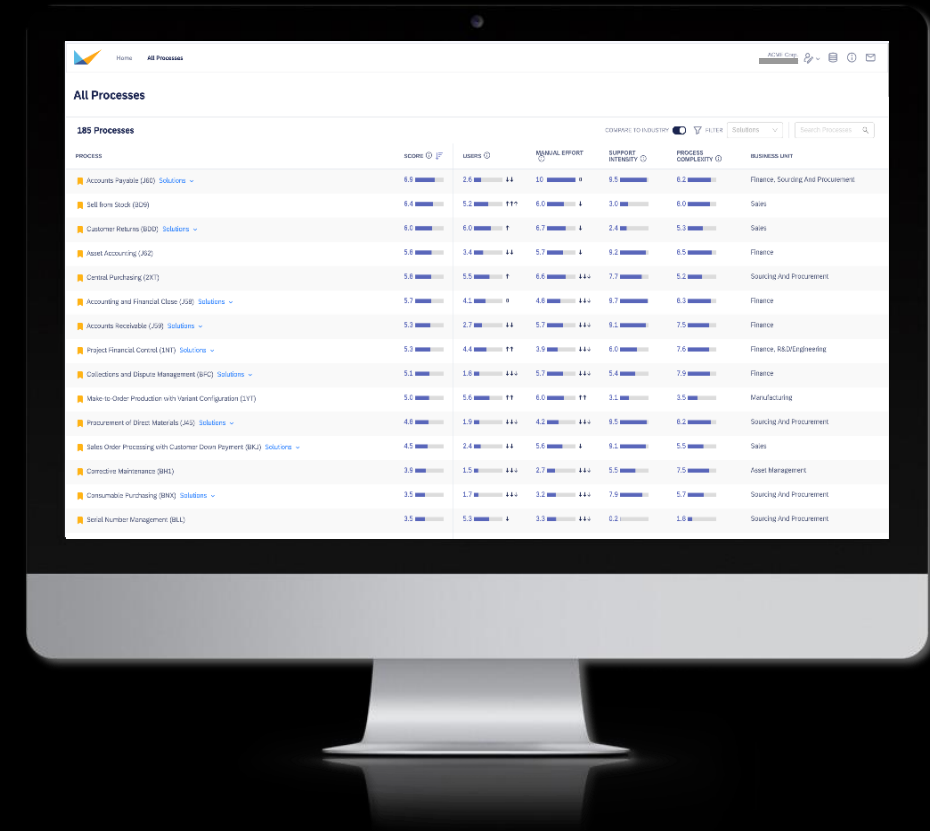 Home All Processes ACME Corp.
All Processes
185 Processes COMPARE TO INDUSTRY FILTER Solutions Search Processes
PROCESS SCORE USERS MANUAL EFFORT SUPPORT INTENSITY PROCESS COMPLEXITY BUSINESS UNIT
Accounts Payable (J60) Solutions 6.9 2.6 ↓↓ 10 9.5 6.2 Finance, Sourcing And Procurement
Sell from Stock (BD9) 6.4 5.2 ↑↑↑ 6.0 ↓ 3.0 6.0 Sales
Customer Returns (BDD) Solutions 6.0 6.0 ↑ 6.7 ↓ 2.4 5.3 Sales
Asset Accounting (J62) 5.8 3.4 ↓↓ 5.7 ↓ 9.2 6.5 Finance
Central Purchasing (2XT) 5.8 5.5 ↑ 6.6 ↓↓↓ 7.7 5.2 Sourcing And Procurement
Accounting and Financial Close (J58) Solutions 5.7 4.1 4.8 ↓↓↓ 9.7 6.3 Finance
Accounts Receivable (J59) Solutions 5.3 2.7 ↓↓ 5.7 ↓↓↓ 9.1 7.5 Finance
Project Financial Control (1NT) Solutions 5.3 4.4 ↑↑ 3.9 ↓↓↓ 6.0 7.6 Finance, R&D/Engineering
Collections and Dispute Management (BFC) Solutions 5.1 1.6 ↓↓↓ 5.7 ↓↓↓ 5.4 7.9 Finance
Make-to-Order Production with Variant Configuration (1YT) 5.0 5.6 ↑↑ 6.0 ↑↑ 3.1 3.5 Manufacturing
Procurement of Direct Materials (J45) Solutions 4.8 1.9 ↓↓↓ 4.2 ↓↓↓ 9.5 6.2 Sourcing And Procurement
Sales Order Processing with Customer Down Payment (BKJ) Solutions 4.5 2.4 ↓↓ 5.6 ↓ 9.1 5.5 Sales
Corrective Maintenance (BH1) 3.9 1.5 ↓↓↓ 2.7 ↓↓↓ 5.5 7.5 Asset Management
Consumable Purchasing (BNX) Solutions 3.5 1.7 ↓↓↓ 3.2 ↓↓↓ 7.9 5.7 Sourcing And Procurement
Serial Number Management (BLL) 3.5 5.3 ↓ 3.3 ↓↓↓ 0.2 1.8 Sourcing And Procurement